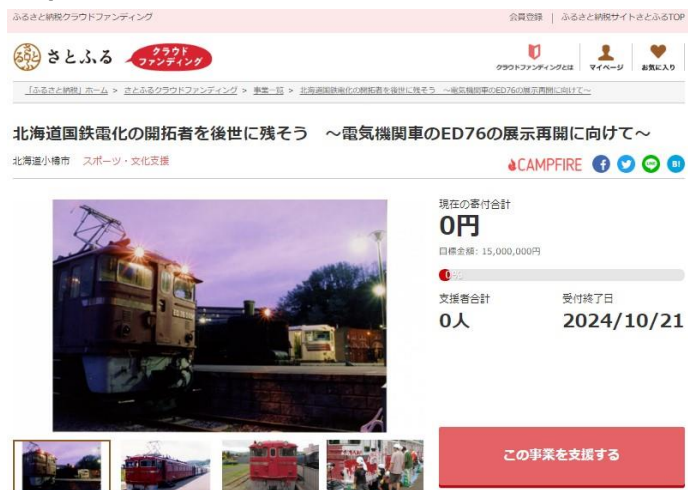 ふるさと納税クラウドファンディング
会員登録 | ふるさと納税サイトさとふるTOP
さとふる
クラウド
ファンディング
クラウドファンディングとは
マイページ
お気に入り
「ふるさと納税」ホーム > さとふるクラウドファンディング > 事業一覧 > 北海道国鉄電化の開拓者を後世に残そう ～電気機関車のED76の展示再開に向けて～
北海道国鉄電化の開拓者を後世に残そう ～電気機関車のED76の展示再開に向けて～
北海道小樽市 スポーツ・文化支援
CAMPFIRE
現在の寄付合計
0円
目標金額: 15,000,000円
支援者合計
0人
受付終了日
2024/10/21
この事業を支援する